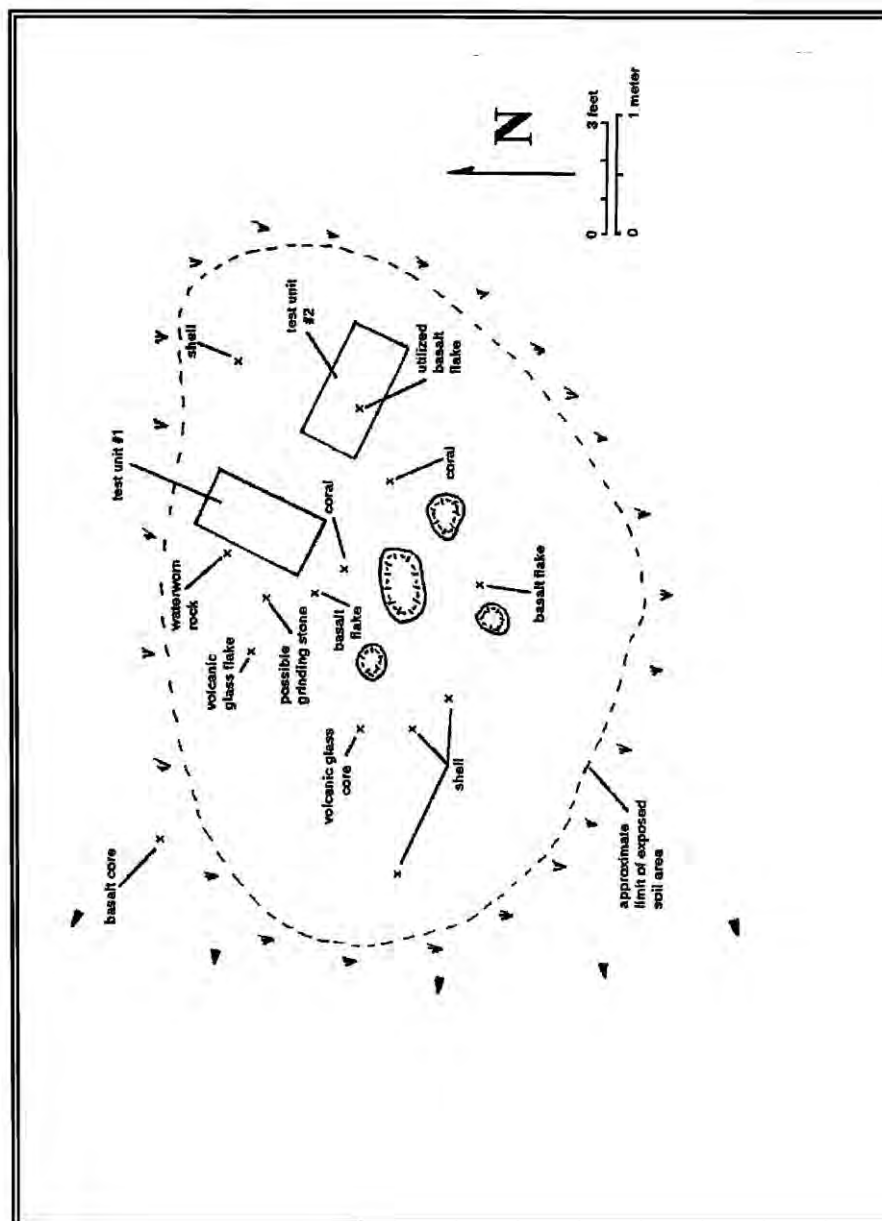 basalt core
volcanic
glass flake
waterworn
rock
test unit #1
shell
possible
grinding stone
basalt
flake
coral
test unit
#2
utilized
basalt
flake
volcanic glass
core
coral
shell
basalt flake
approximate
limit of exposed
soil area
N
0 3 feet
0 1 meter